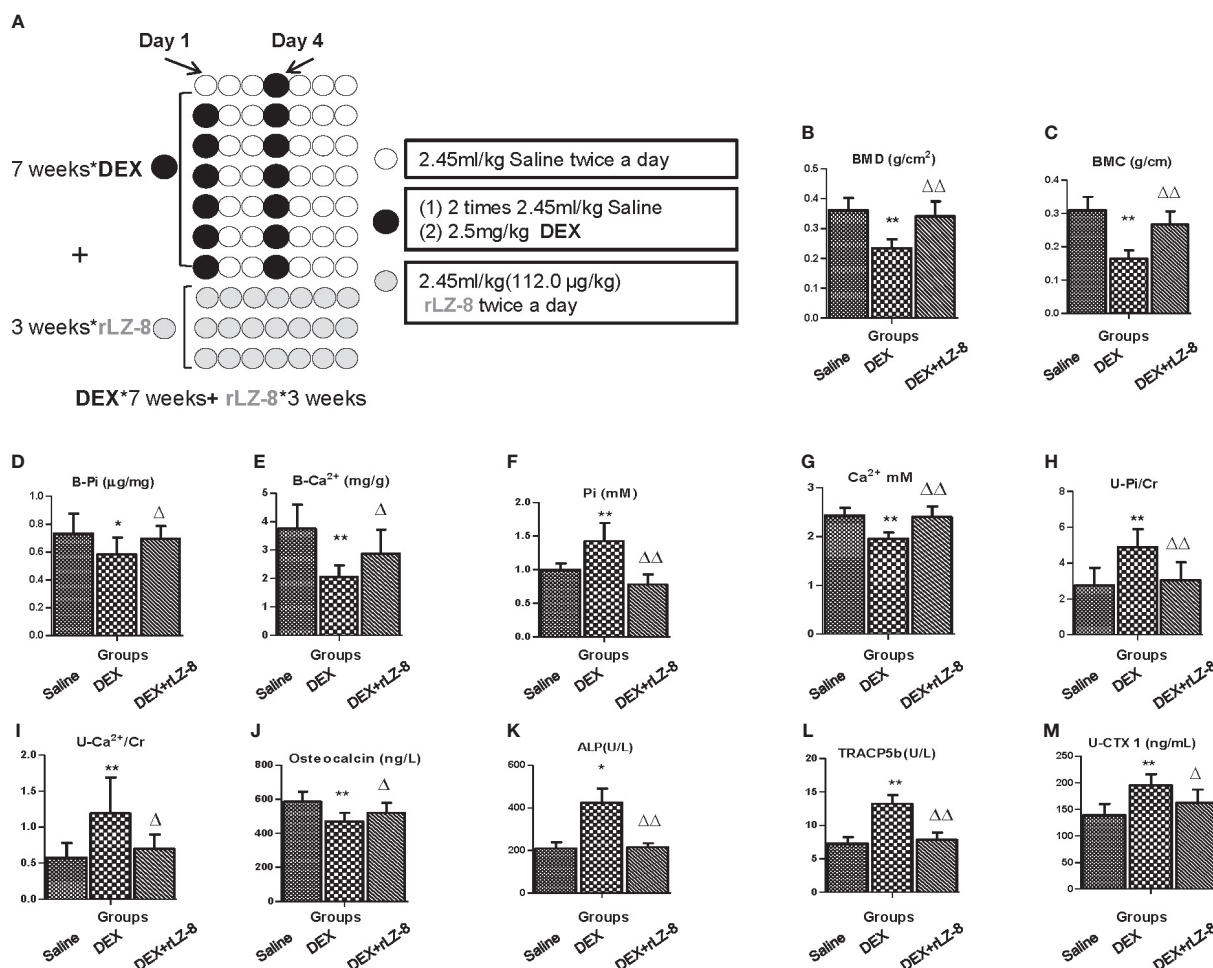 A
Day 1
Day 4
7 weeks*DEX
+
3 weeks*rLZ-8
DEX*7 weeks+ rLZ-8*3 weeks
2.45ml/kg Saline twice a day
(1) 2 times 2.45ml/kg Saline
(2) 2.5mg/kg DEX
2.45ml/kg(112.0 µg/kg)
rLZ-8 twice a day
B
BMD (g/cm²)
0.5
0.4
0.3
0.2
0.1
0.0
**
ΔΔ
Groups
Saline
DEX
DEX+rLZ-8
C
BMC (g/cm)
0.4
0.3
0.2
0.1
0.0
**
ΔΔ
Groups
Saline
DEX
DEX+rLZ-8
D
B-Pi (µg/mg)
1.0
0.8
0.6
0.4
0.2
0.0
*
Δ
Groups
Saline
DEX
DEX+rLZ-8
E
B-Ca²⁺ (mg/g)
5
4
3
2
1
0
**
Δ
Groups
Saline
DEX
DEX+rLZ-8
F
Pi (mM)
2.0
1.5
1.0
0.5
0.0
**
ΔΔ
Groups
Saline
DEX
DEX+rLZ-8
G
Ca²⁺ mM
3
2
1
0
**
ΔΔ
Groups
Saline
DEX
DEX+rLZ-8
H
U-Pi/Cr
8
6
4
2
0
**
ΔΔ
Groups
Saline
DEX
DEX+rLZ-8
I
U-Ca²⁺/Cr
2.0
1.5
1.0
0.5
0.0
**
Δ
Groups
Saline
DEX
DEX+rLZ-8
J
Osteocalcin (ng/L)
800
600
400
200
0
**
Δ
Groups
Saline
DEX
DEX+rLZ-8
K
ALP(U/L)
600
400
200
0
*
ΔΔ
Groups
Saline
DEX
DEX+rLZ-8
L
TRACP5b(U/L)
20
15
10
5
0
**
ΔΔ
Groups
Saline
DEX
DEX+rLZ-8
M
U-CTX 1 (ng/mL)
250
200
150
100
50
0
**
Δ
Groups
Saline
DEX
DEX+rLZ-8